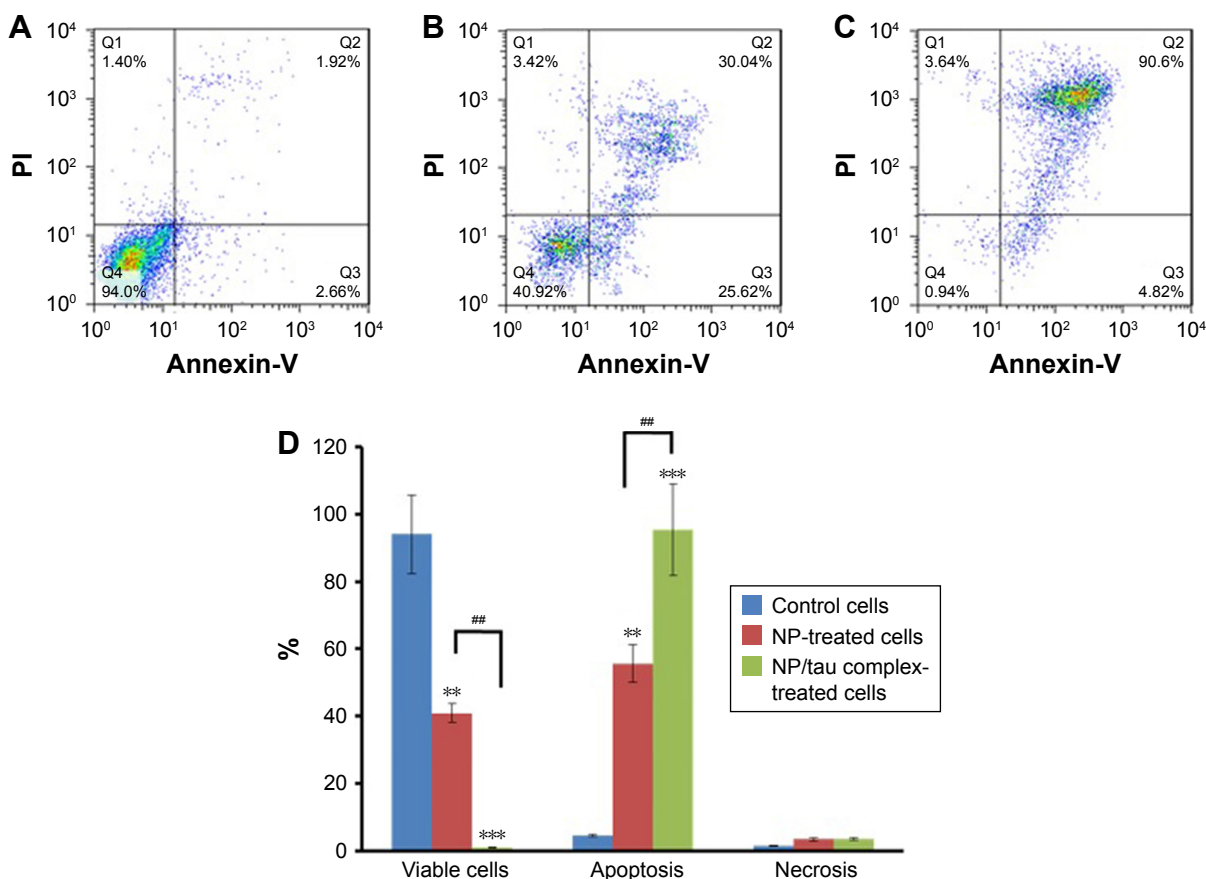 A
10⁴
10³
10²
10¹
10⁰
PI
Q1
1.40%
Q2
1.92%
Q4
94.0%
Q3
2.66%
10⁰ 10¹ 10² 10³ 10⁴
Annexin-V
B
10⁴
10³
10²
10¹
10⁰
PI
Q1
3.42%
Q2
30.04%
Q4
40.92%
Q3
25.62%
10⁰ 10¹ 10² 10³ 10⁴
Annexin-V
C
10⁴
10³
10²
10¹
10⁰
PI
Q1
3.64%
Q2
90.6%
Q4
0.94%
Q3
4.82%
10⁰ 10¹ 10² 10³ 10⁴
Annexin-V
D
120
100
80
60
40
20
0
%
**
***
##
**
***
##
Viable cells
Apoptosis
Necrosis
Control cells
NP-treated cells
NP/tau complex-
treated cells